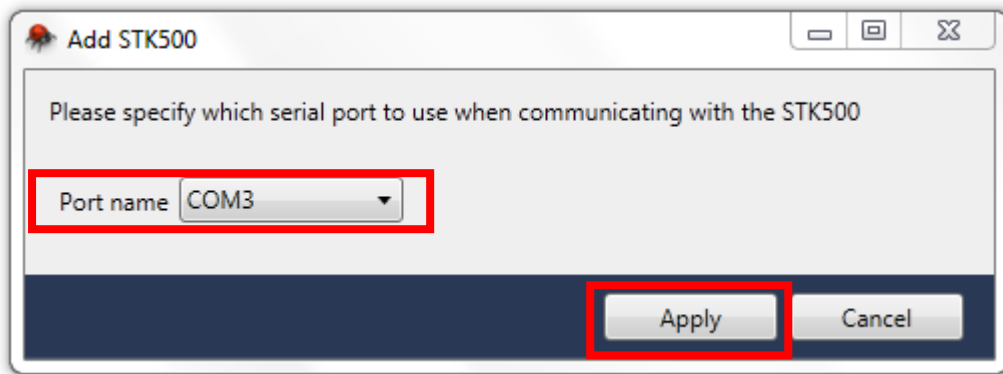 Add STK500
Please specify which serial port to use when communicating with the STK500
Port name COM3
Apply Cancel